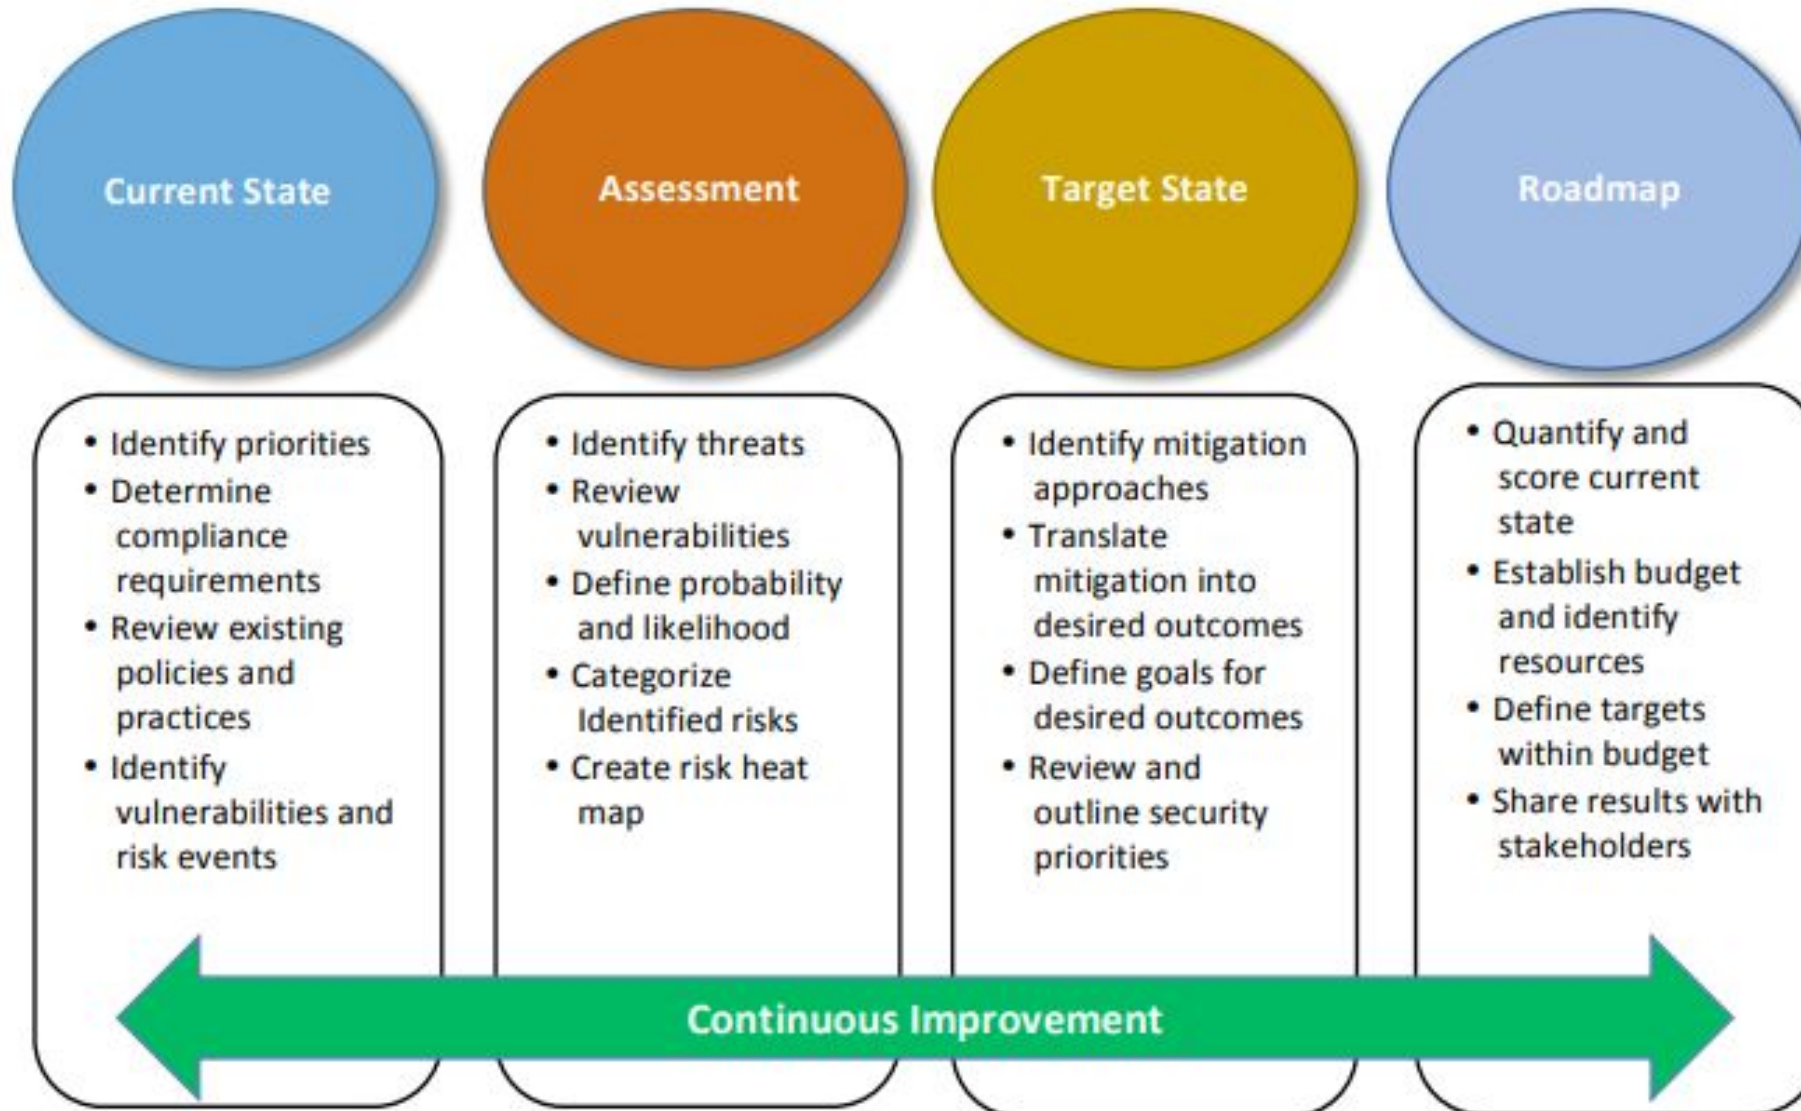 Current State
Assessment
Target State
Roadmap
• Identify priorities
• Determine
compliance
requirements
• Review existing
policies and
practices
• Identify
vulnerabilities and
risk events
• Identify threats
• Review
vulnerabilities
• Define probability
and likelihood
• Categorize
Identified risks
• Create risk heat
map
• Identify mitigation
approaches
• Translate
mitigation into
desired outcomes
• Define goals for
desired outcomes
• Review and
outline security
priorities
• Quantify and
score current
state
• Establish budget
and identify
resources
• Define targets
within budget
• Share results with
stakeholders
Continuous Improvement